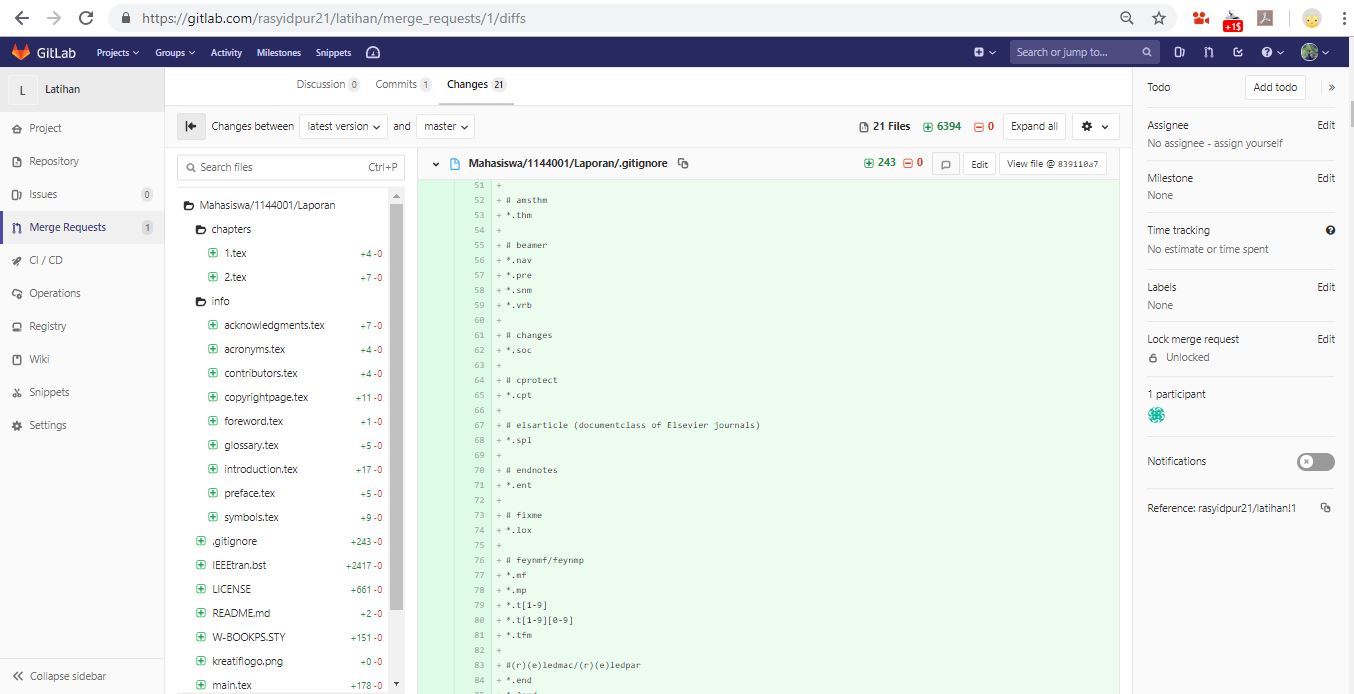 https://gitlab.com/rasyidpur21/latihan/merge_requests/1/diffs
+1$
GitLab Projects Groups Activity Milestones Snippets Search or jump to...
L Latihan
Project
Repository
Issues 0
Merge Requests 1
CI / CD
Operations
Registry
Wiki
Snippets
Settings
Collapse sidebar
Discussion 0 Commits 1 Changes 21
Changes between latest version and master 21 Files 6394 0 Expand all
Search files Ctrl+P
Mahasiswa/1144001/Laporan
chapters
1.tex +4 -0
2.tex +7 -0
info
acknowledgments.tex +7 -0
acronyms.tex +4 -0
contributors.tex +4 -0
copyrightpage.tex +11 -0
foreword.tex +1 -0
glossary.tex +5 -0
introduction.tex +17 -0
preface.tex +5 -0
symbols.tex +9 -0
.gitignore +243 -0
IEEEtran.bst +2417 -0
LICENSE +661 -0
README.md +2 -0
W-BOOKPS.STY +151 -0
kreatiflogo.png +0 -0
main.tex +178 -0
Mahasiswa/1144001/Laporan/.gitignore 243 0 Edit View file @ 839110a7
51 +
52 + # amsthm
53 + *.thm
54 +
55 + # beamer
56 + *.nav
57 + *.pre
58 + *.snm
59 + *.vrb
60 +
61 + # changes
62 + *.soc
63 +
64 + # cprotect
65 + *.cpt
66 +
67 + # elsarticle (documentclass of Elsevier journals)
68 + *.spl
69 +
70 + # endnotes
71 + *.ent
72 +
73 + # fixme
74 + *.lox
75 +
76 + # feynmf/feynmp
77 + *.mf
78 + *.mp
79 + *.t[1-9]
80 + *.t[1-9][0-9]
81 + *.tfm
82 +
83 + #(r)(e)ledmac/(r)(e)ledpar
84 + *.end
Todo Add todo »
Assignee Edit
No assignee - assign yourself
Milestone Edit
None
Time tracking
No estimate or time spent
Labels Edit
None
Lock merge request Edit
Unlocked
1 participant
Notifications
Reference: rasyidpur21/latihan!1